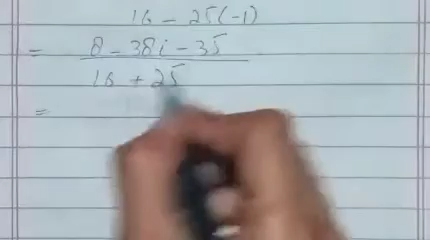 16 - 25(-1)
= 8 - 38i - 35
16 + 25
=